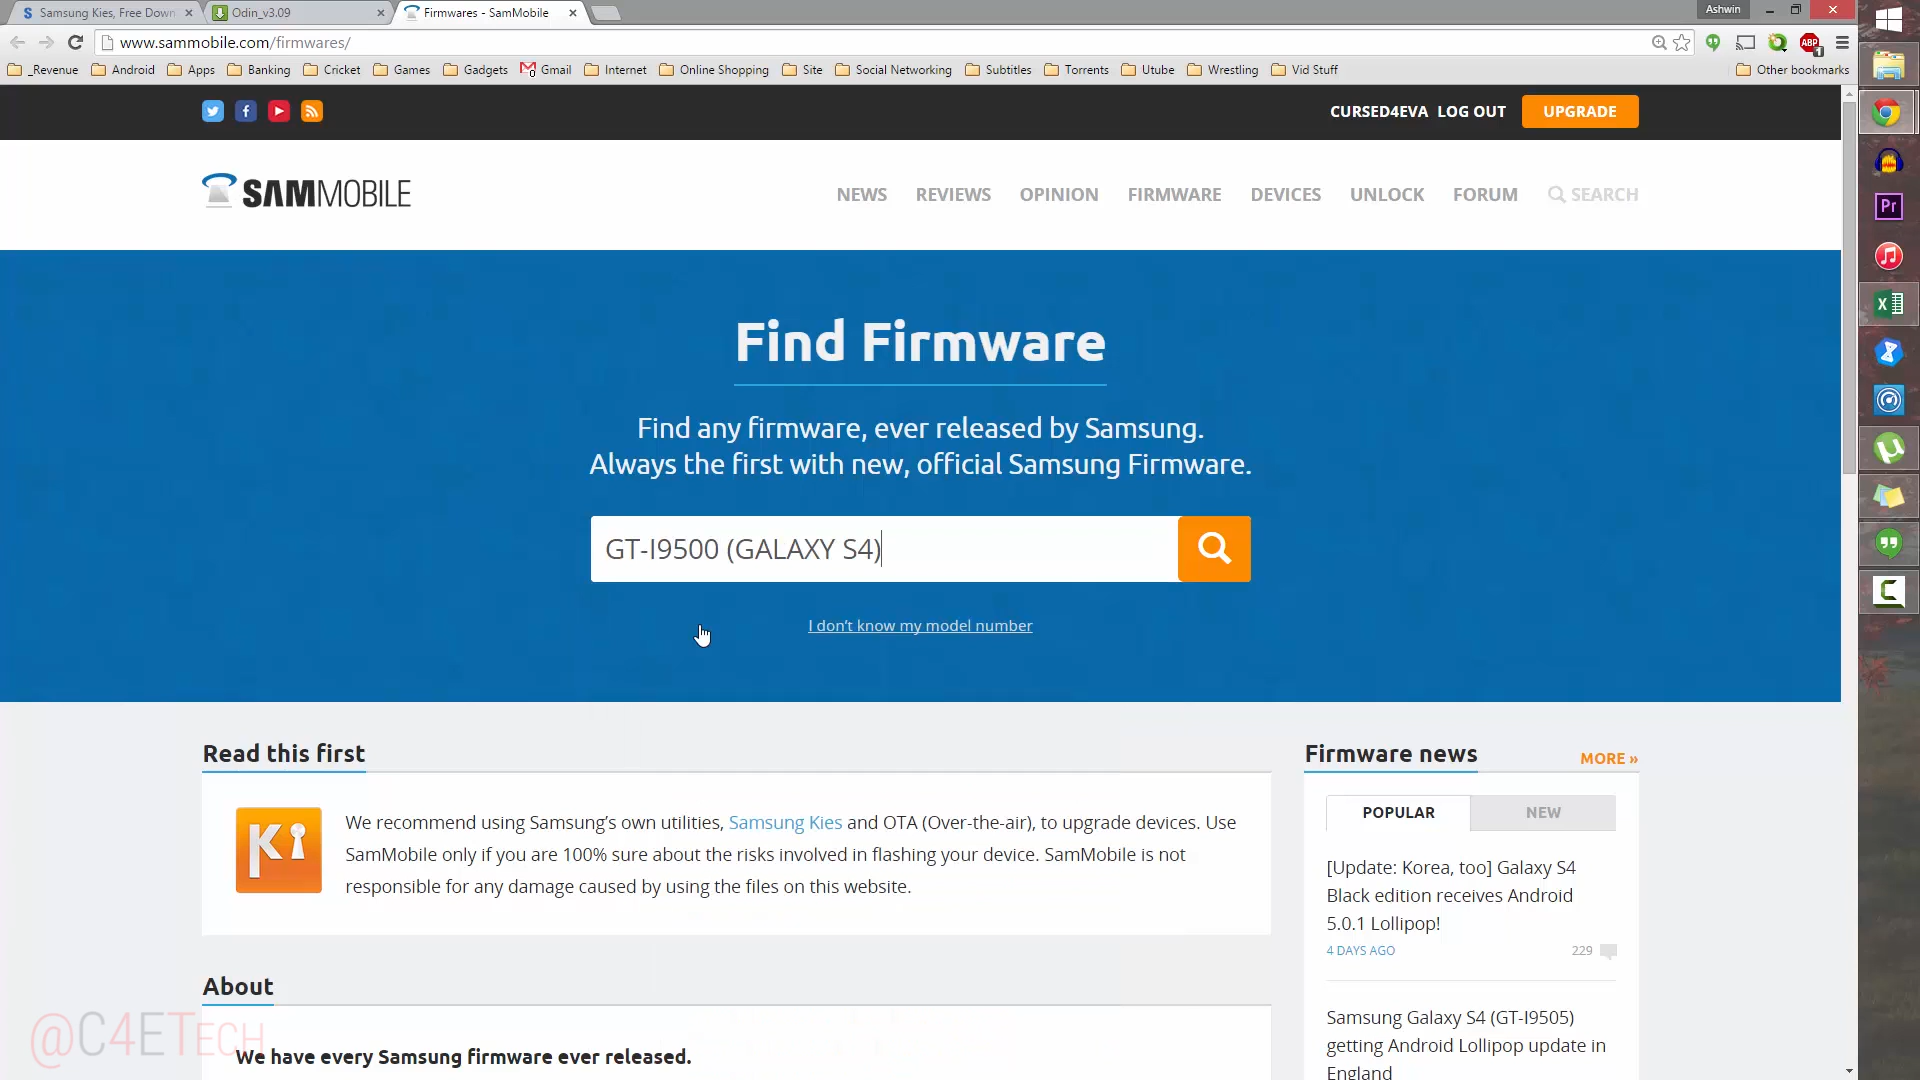 Samsung Kies, Free Down
Odin_v3.09
Firmwares - SamMobile
Ashwin
www.sammobile.com/firmwares/
ABP
1
_Revenue
Android
Apps
Banking
Cricket
Games
Gadgets
Gmail
Internet
Online Shopping
Site
Social Networking
Subtitles
Torrents
Utube
Wrestling
Vid Stuff
Other bookmarks
CURSED4EVA LOG OUT UPGRADE
SAMMOBILE
NEWS REVIEWS OPINION FIRMWARE DEVICES UNLOCK FORUM SEARCH
Find Firmware
Find any firmware, ever released by Samsung.
Always the first with new, official Samsung Firmware.
GT-I9500 (GALAXY S4)
I don't know my model number
Read this first
Ki
We recommend using Samsung's own utilities, Samsung Kies and OTA (Over-the-air), to upgrade devices. Use
SamMobile only if you are 100% sure about the risks involved in flashing your device. SamMobile is not
responsible for any damage caused by using the files on this website.
About
We have every Samsung firmware ever released.
Firmware news
MORE »
POPULAR NEW
[Update: Korea, too] Galaxy S4
Black edition receives Android
5.0.1 Lollipop!
4 DAYS AGO 229
Samsung Galaxy S4 (GT-I9505)
getting Android Lollipop update in
England
@C4ETECH
Pr